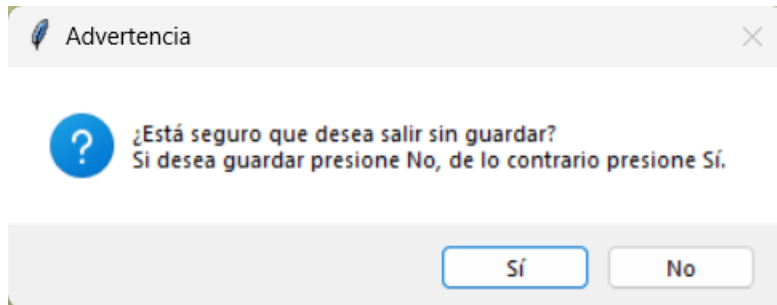 Advertencia
¿Está seguro que desea salir sin guardar?
Si desea guardar presione No, de lo contrario presione Sí.
Sí
No